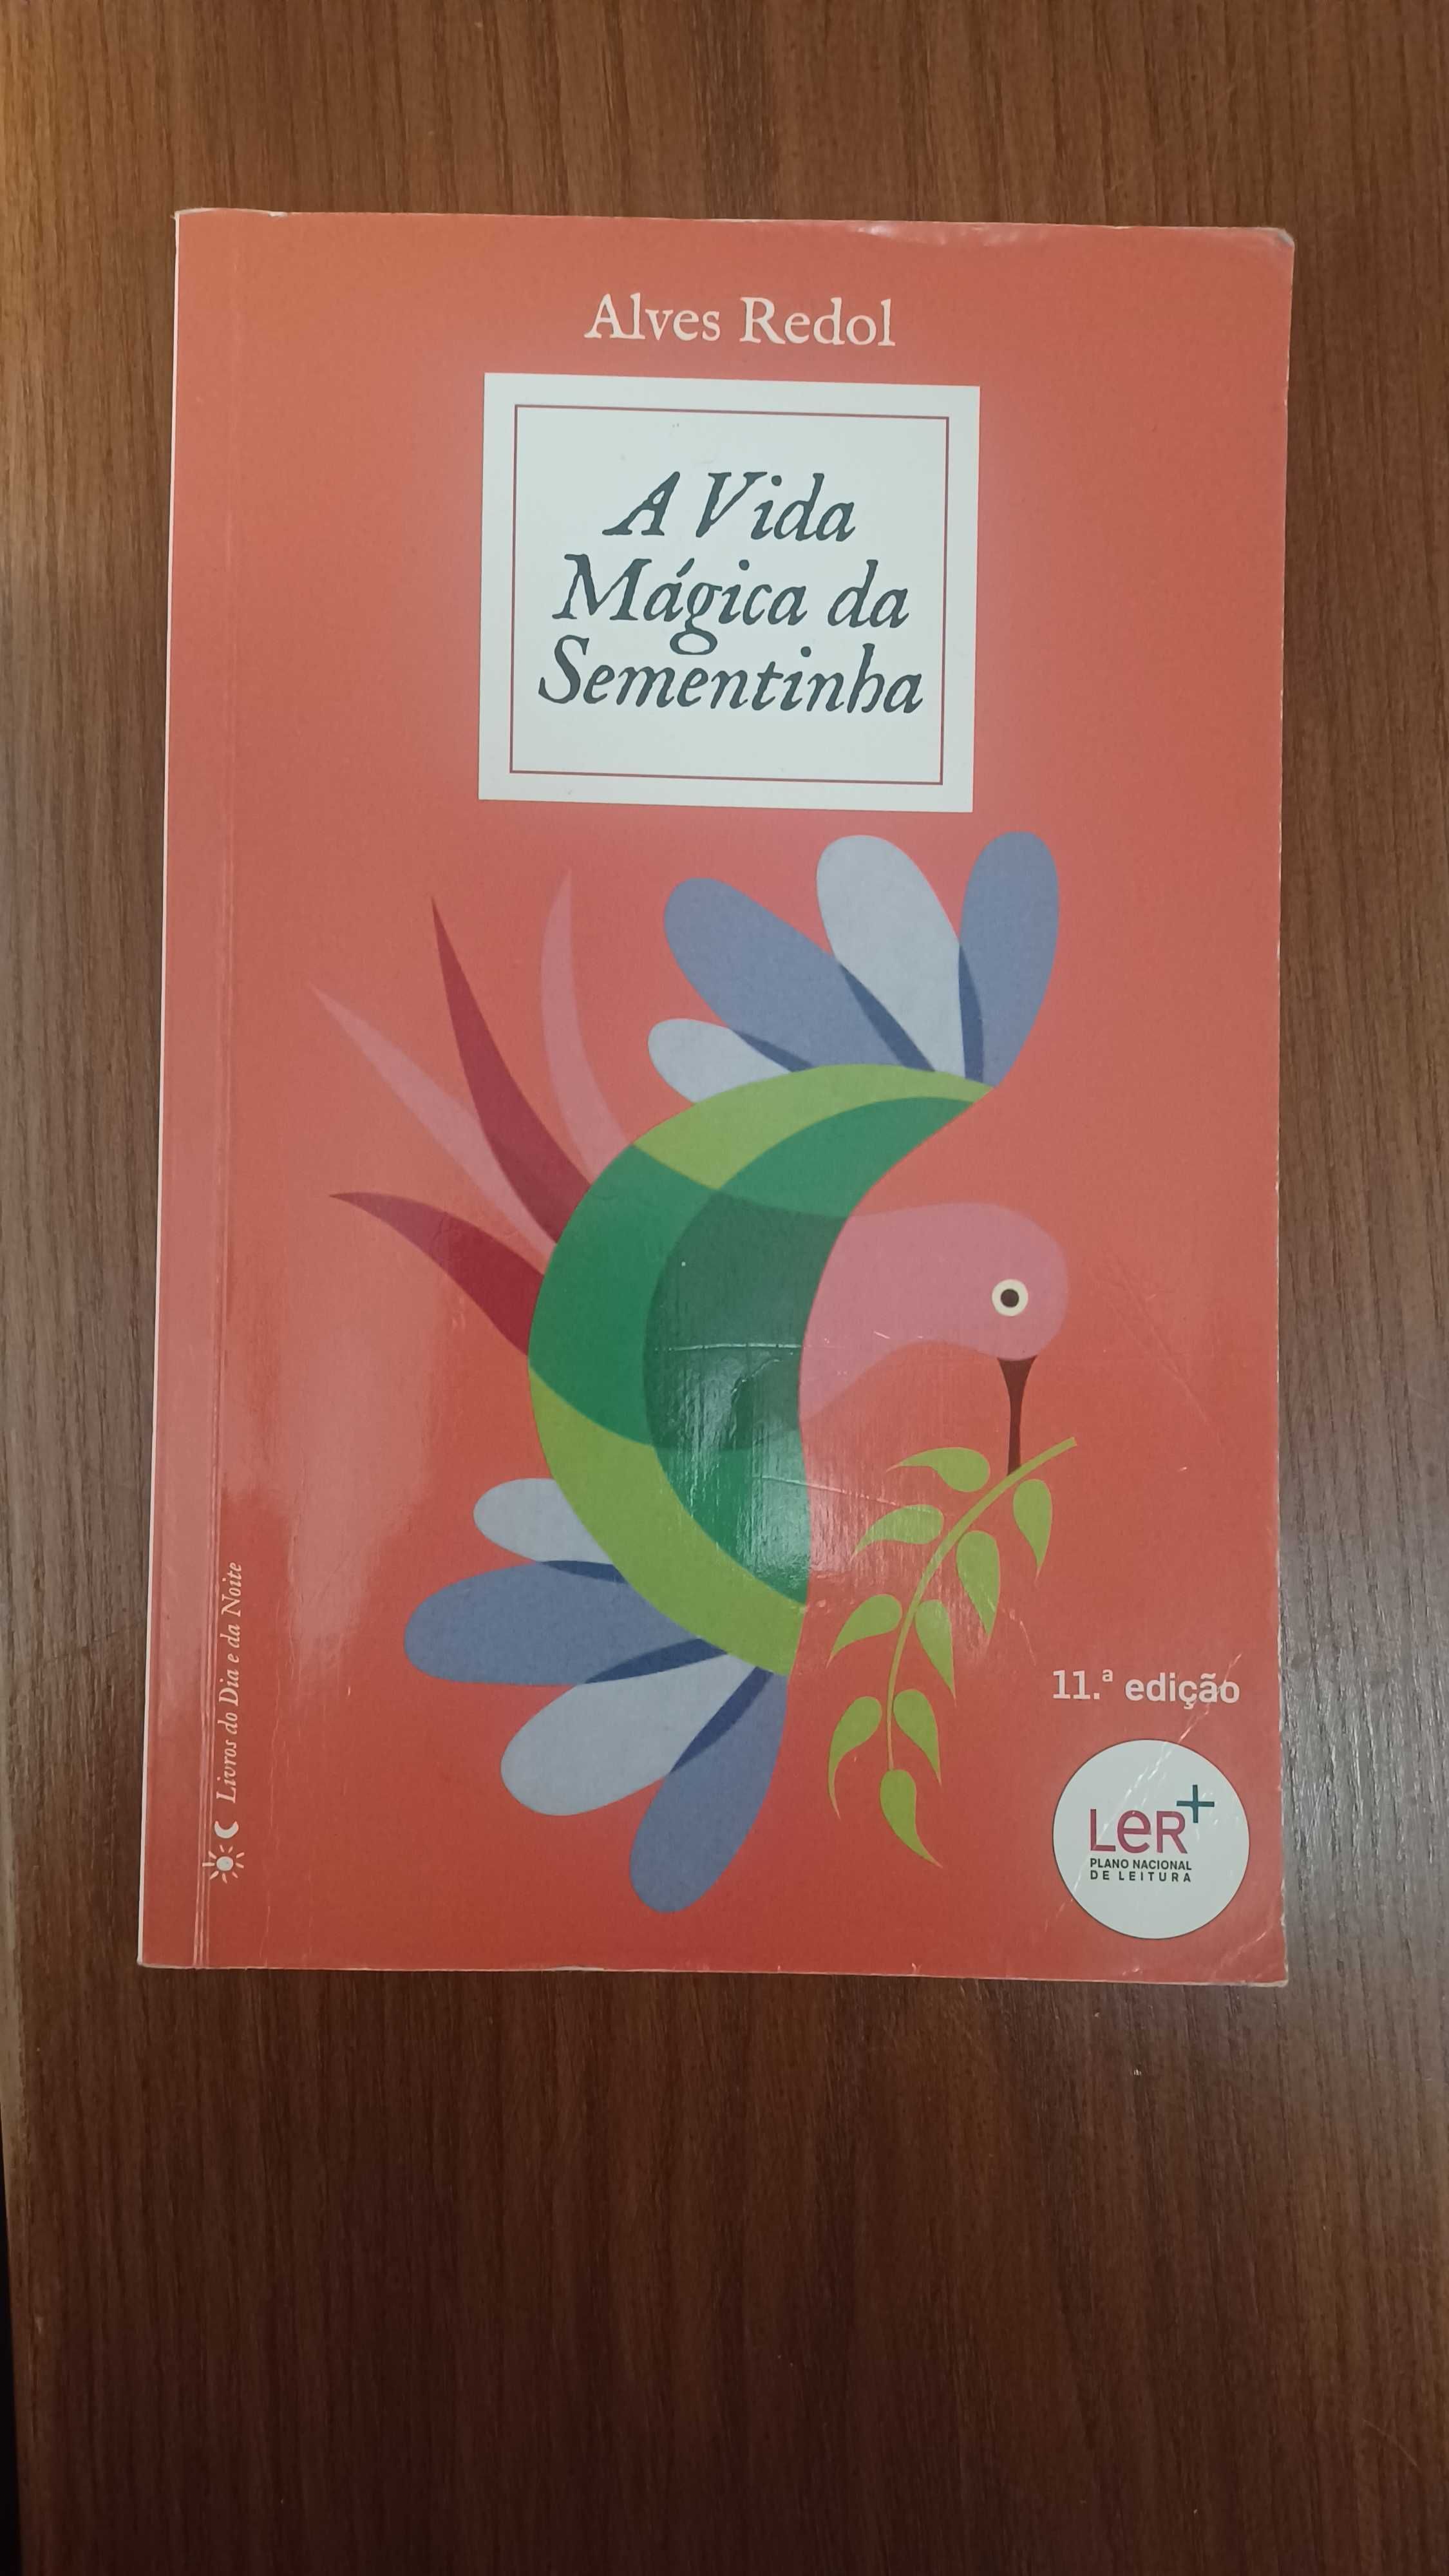 Alves Redol
A Vida
Mágica da
Sementinha
11.ª edição
LeR+
PLANO NACIONAL
DE LEITURA
Livros do Dia e da Noite